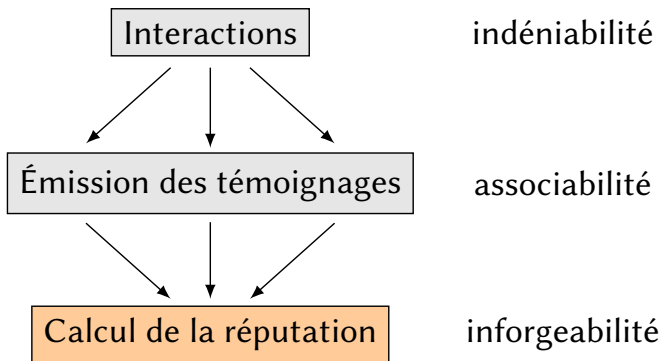 Interactions indéniabilité
Émission des témoignages associabilité
Calcul de la réputation inforgeabilité